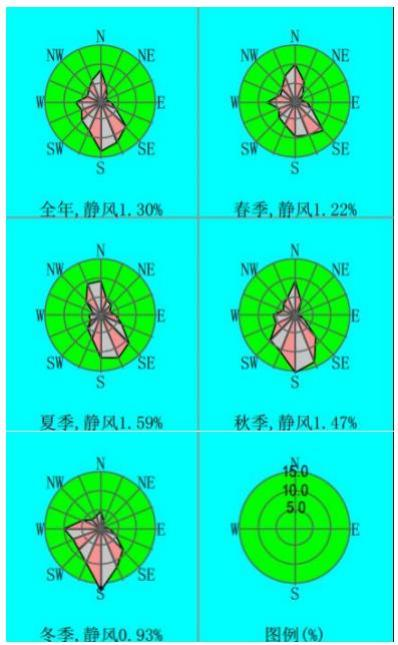 N N
NW NE NW NE
W E W E
SW SE SW SE
S S
全年,静风1.30% 春季,静风1.22%
N N
NW NE NW NE
W E W E
SW SE SW SE
S S
夏季,静风1.59% 秋季,静风1.47%
N N
15.0
NW NE 10.0
5.0
W E W E
SW SE
S S
冬季,静风0.93% 图例(%)